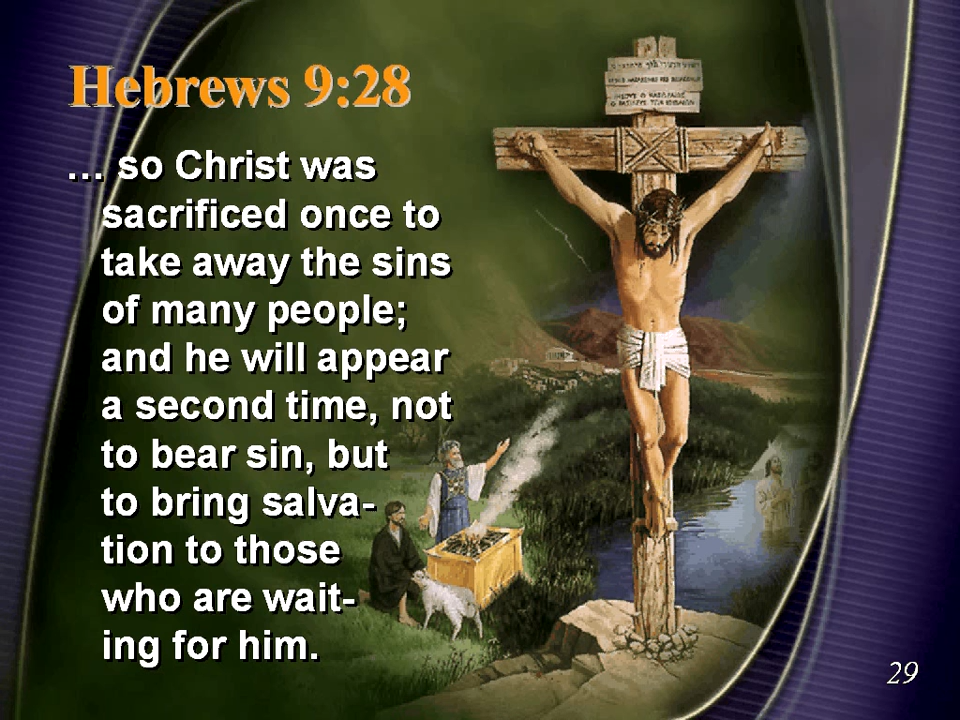 Hebrews 9:28
... so Christ was
sacrificed once to
take away the sins
of many people;
and he will appear
a second time, not
to bear sin, but
to bring salva-
tion to those
who are wait-
ing for him.
29